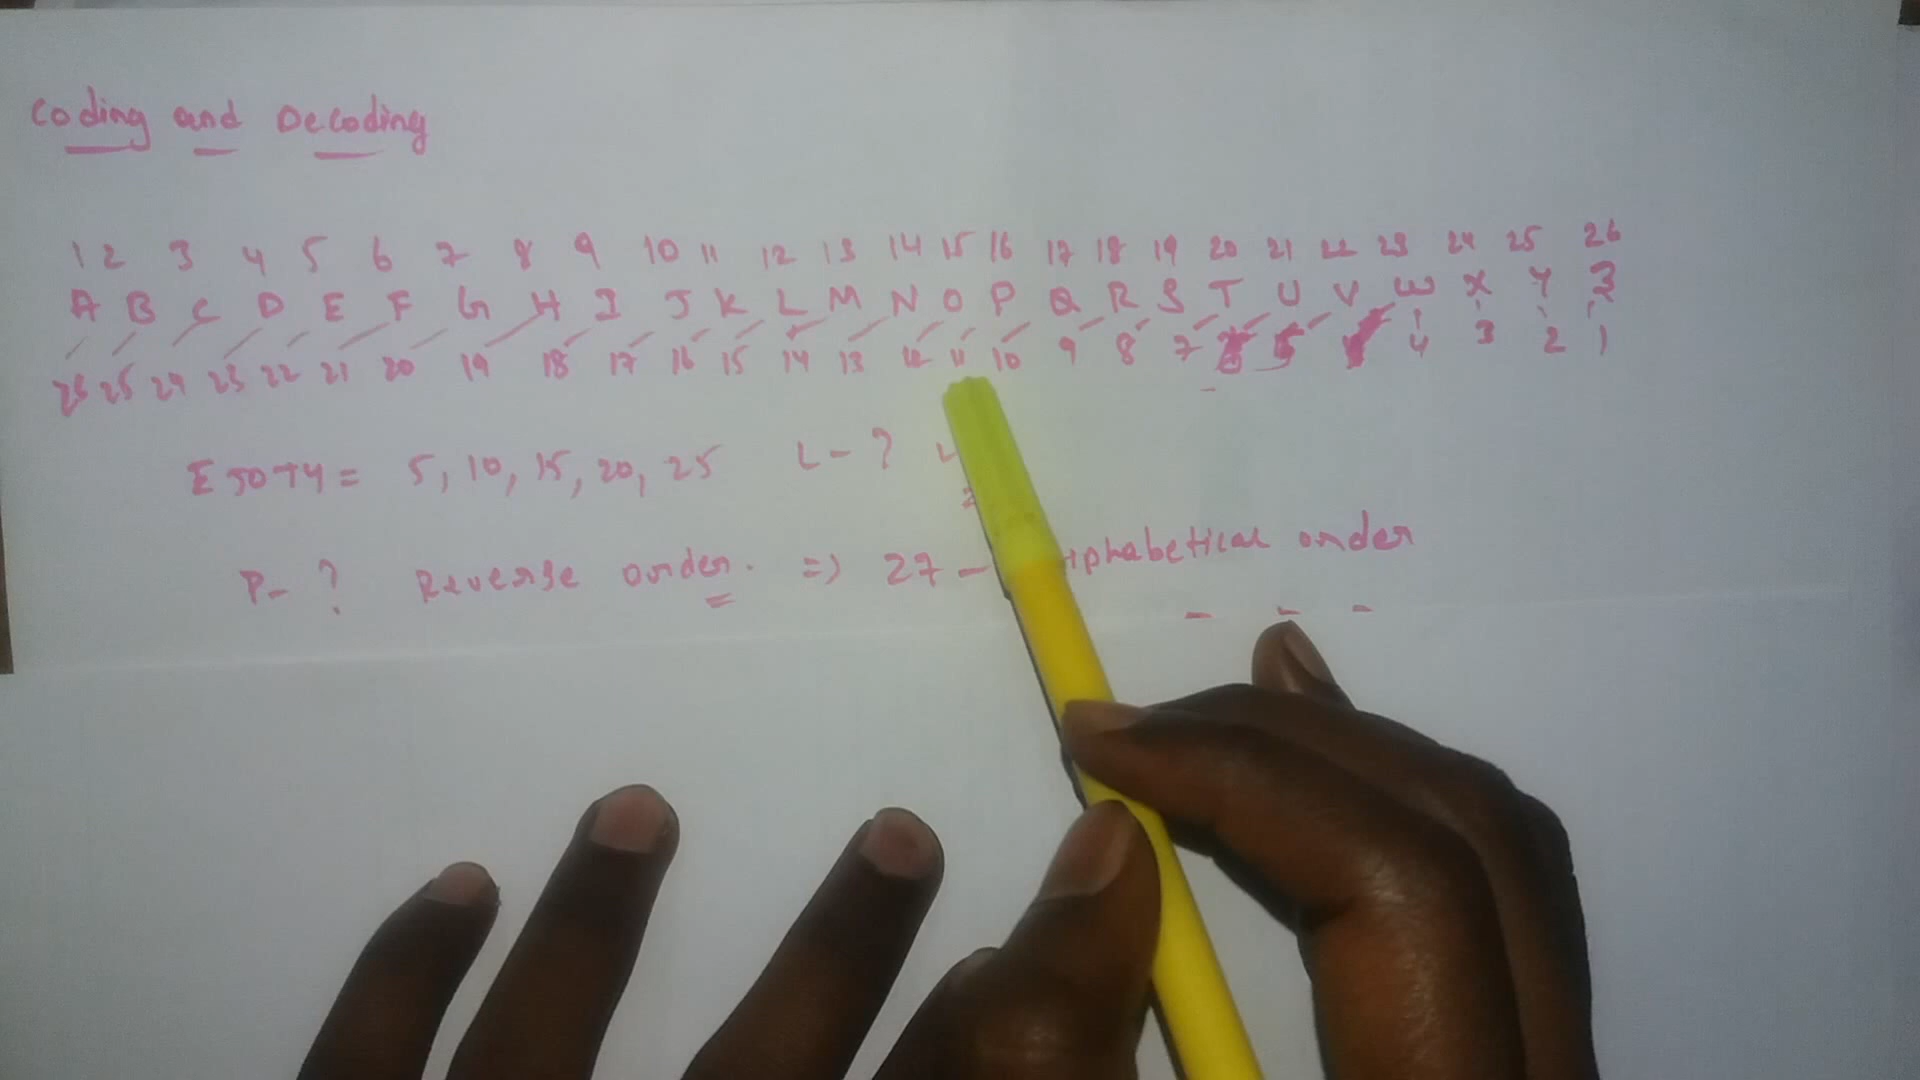 Coding and Decoding
1 2 3 4 5 6 7 8 9 10 11 12 13 14 15 16 17 18 19 20 21 22 23 24 25 26
A B C D E F G H I J K L M N O P Q R S T U V W X Y Z
26 25 24 23 22 21 20 19 18 17 16 15 14 13 12 11 10 9 8 7 6 5 4 3 2 1
EJOTY = 5, 10, 15, 20, 25 L - ?
P - ? Reverse order. => 27 - order